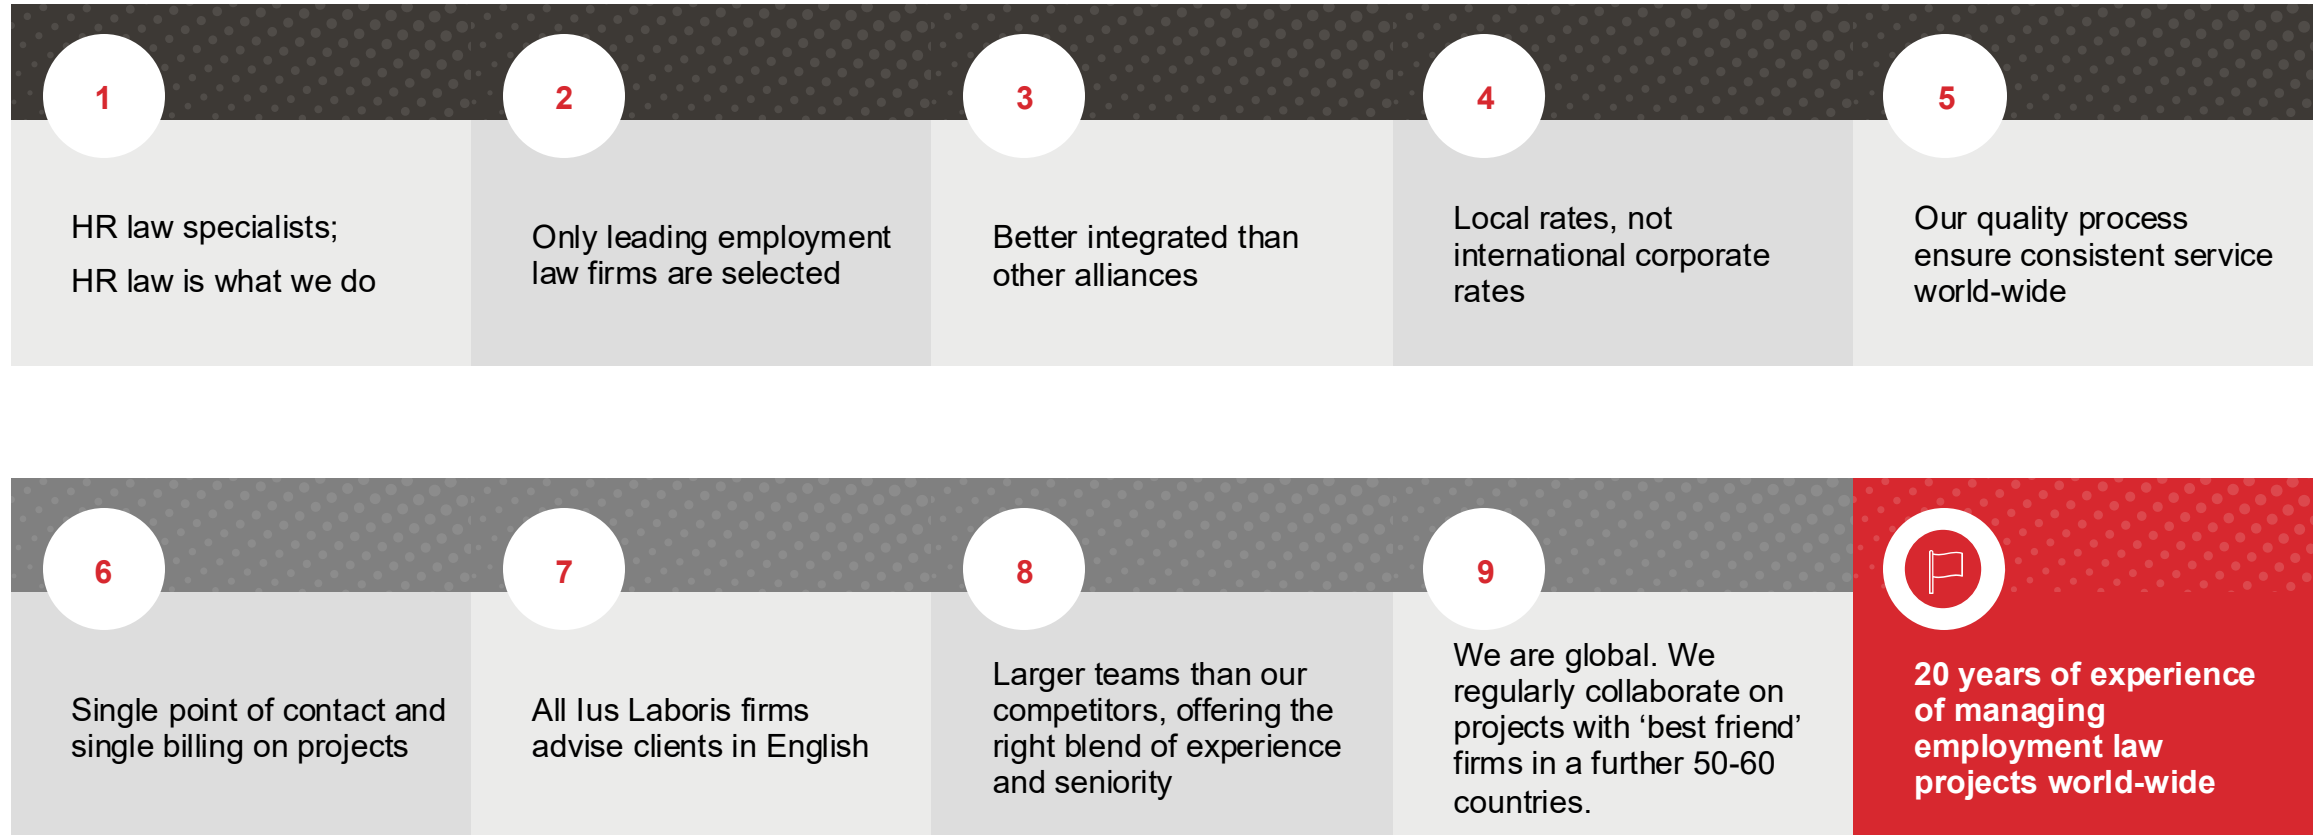 1
HR law specialists;
HR law is what we do
2
Only leading employment
law firms are selected
3
Better integrated than
other alliances
4
Local rates, not
international corporate
rates
5
Our quality process
ensure consistent service
world-wide
6
Single point of contact and
single billing on projects
7
All Ius Laboris firms
advise clients in English
8
Larger teams than our
competitors, offering the
right blend of experience
and seniority
9
We are global. We
regularly collaborate on
projects with ‘best friend’
firms in a further 50-60
countries.
20 years of experience
of managing
employment law
projects world-wide